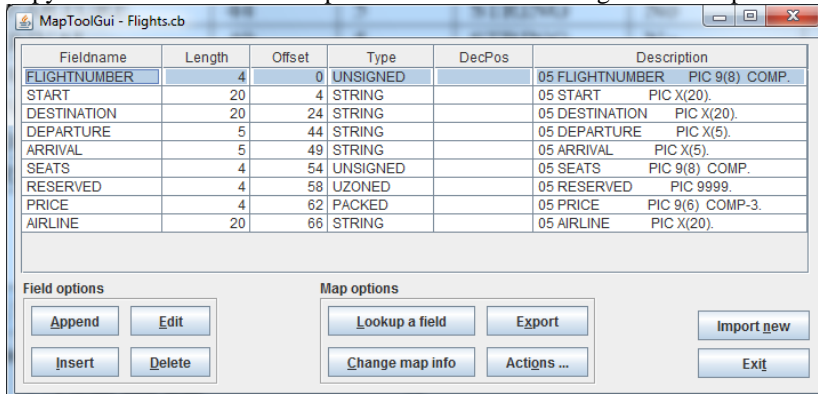 MapToolGui - Flights.cb
Fieldname Length Offset Type DecPos Description
FLIGHTNUMBER 4 0 UNSIGNED 05 FLIGHTNUMBER PIC 9(8) COMP.
START 20 4 STRING 05 START PIC X(20).
DESTINATION 20 24 STRING 05 DESTINATION PIC X(20).
DEPARTURE 5 44 STRING 05 DEPARTURE PIC X(5).
ARRIVAL 5 49 STRING 05 ARRIVAL PIC X(5).
SEATS 4 54 UNSIGNED 05 SEATS PIC 9(8) COMP.
RESERVED 4 58 UZONED 05 RESERVED PIC 9999.
PRICE 4 62 PACKED 05 PRICE PIC 9(6) COMP-3.
AIRLINE 20 66 STRING 05 AIRLINE PIC X(20).
Field options Map options
Append Edit Lookup a field Export Import new
Insert Delete Change map info Actions ... Exit